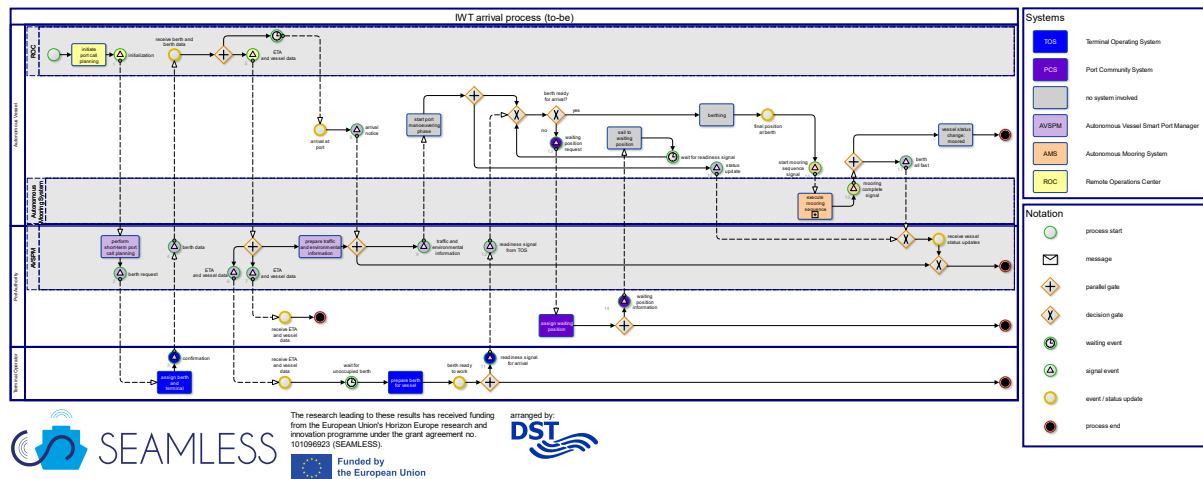 IWT arrival process (to-be)
Autonomous Vessel
ROC
initiate
port call
planning
initialization
receive berth and
berth data
ETA
and vessel data
arrival at
port
arrival
notice
start port
manoeuvering
phase
berth ready
for arrival?
yes
no
waiting
position
request
sail to
waiting
position
wait for readiness signal
status
update
berthing
final position
at berth
start mooring
sequence
signal
vessel status
change:
moored
berth
all fast
Autonomous
Mooring System
execute
mooring
sequence
mooring
complete
signal
Port Authority
AVSPM
perform
short-term port
call planning
berth request
berth data
ETA
and vessel data
ETA
and vessel data
prepare traffic
and environmental
information
traffic and
environmental
information
readiness signal
from TOS
receive vessel
status updates
receive ETA
and vessel
data
assign waiting
position
waiting
position
information
Terminal Operator
assign berth
and
terminal
confirmation
receive ETA
and vessel
data
wait for
unoccupied berth
prepare berth
for vessel
berth ready
to work
readiness signal
for arrival
Systems
TOS
Terminal Operating System
PCS
Port Community System
no system involved
AVSPM
Autonomous Vessel Smart Port Manager
AMS
Autonomous Mooring System
ROC
Remote Operations Center
Notation
process start
message
parallel gate
decision gate
waiting event
signal event
event / status update
process end
SEAMLESS
The research leading to these results has received funding
from the European Union's Horizon Europe research and
innovation programme under the grant agreement no.
101096923 (SEAMLESS).
Funded by
the European Union
arranged by:
DST